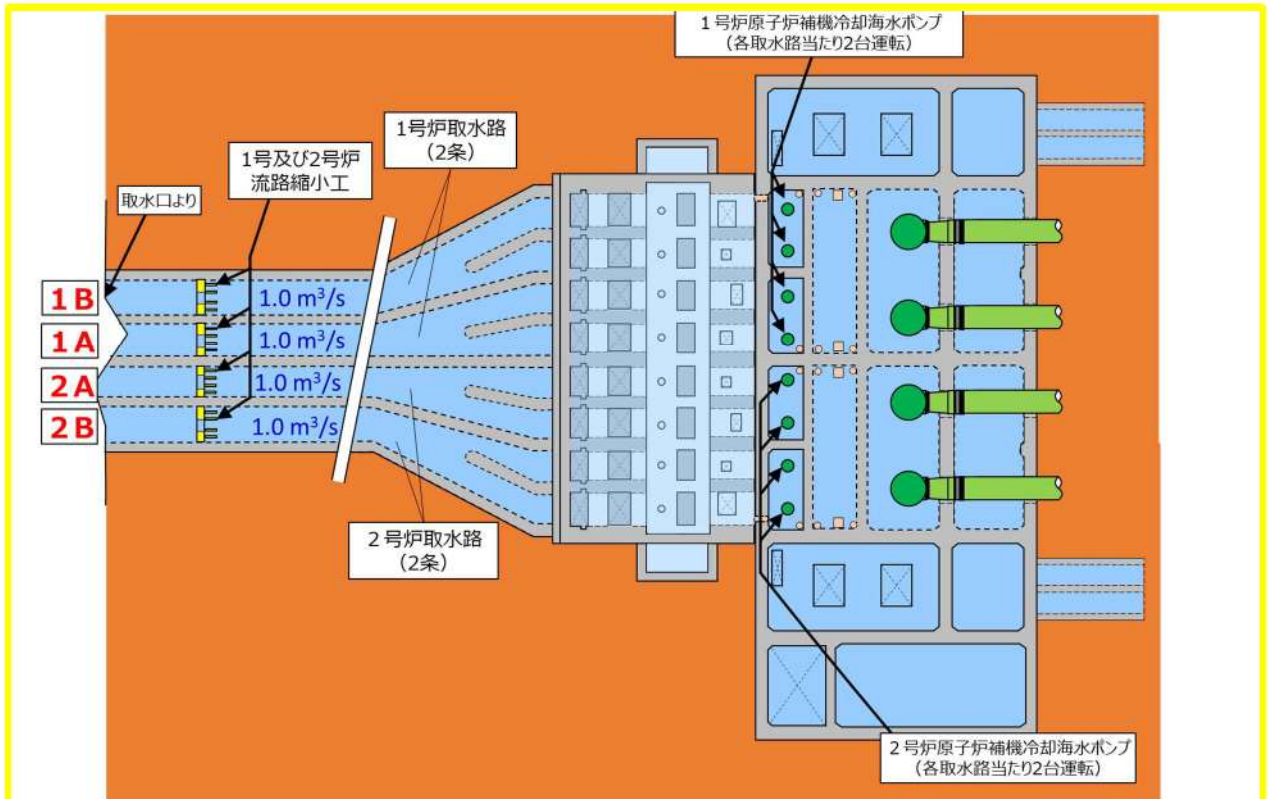 1号炉原子炉補機冷却海水ポンプ
（各取水路当たり2台運転）
1号炉取水路
（2条）
1号及び2号炉
流路縮小工
取水口より
1B
1.0 m³/s
1A
1.0 m³/s
2A
1.0 m³/s
2B
1.0 m³/s
2号炉取水路
（2条）
2号炉原子炉補機冷却海水ポンプ
（各取水路当たり2台運転）